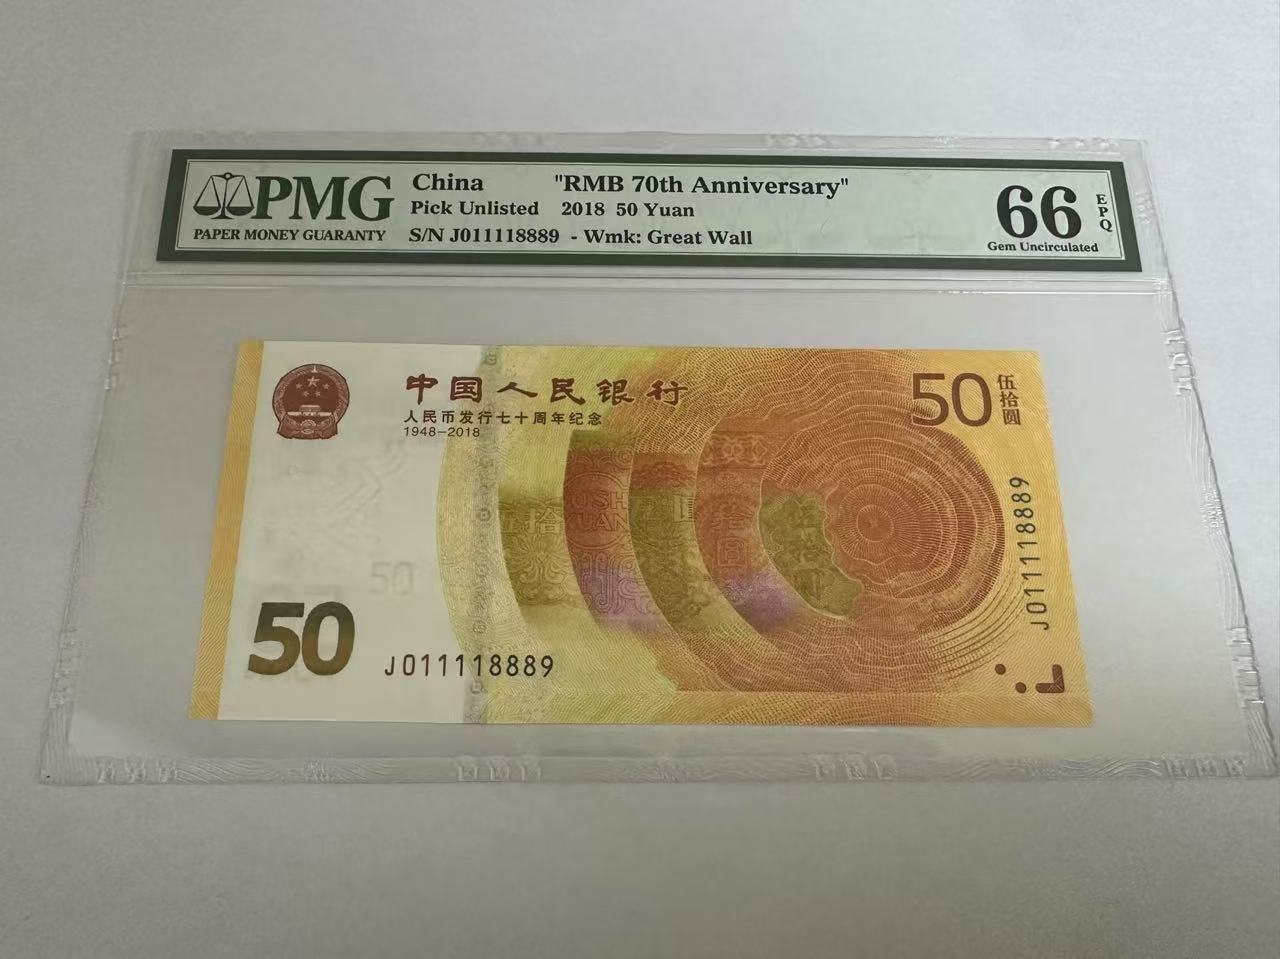 PMG
PAPER MONEY GUARANTY
China "RMB 70th Anniversary"
Pick Unlisted 2018 50 Yuan
S/N J011118889 - Wmk: Great Wall
66
EPQ
Gem Uncirculated
中国人民银行
人民币发行七十周年纪念
1948—2018
50
伍拾圆
50
50
J011118889
J011118889